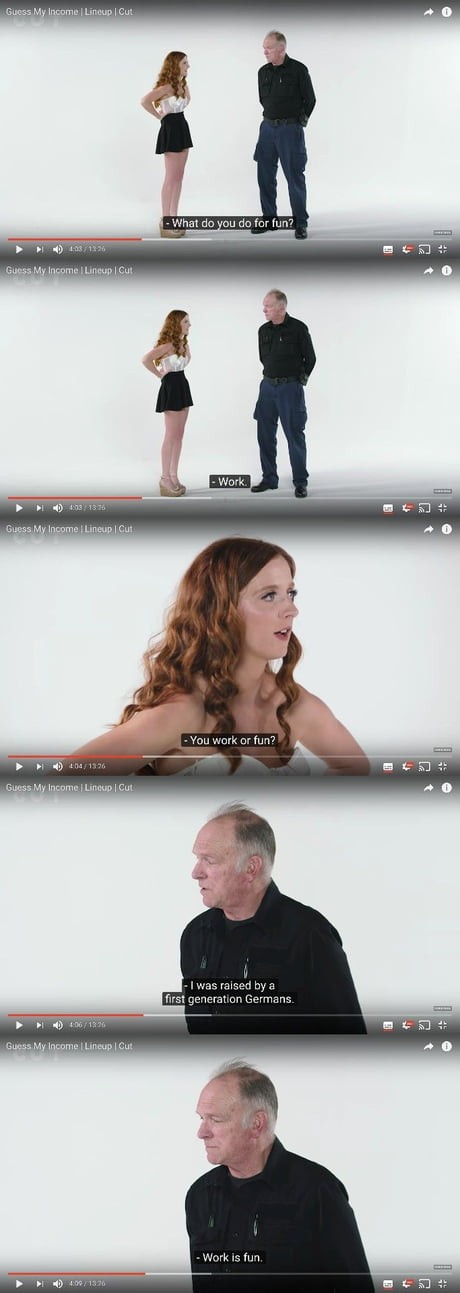 Guess My Income | Lineup | Cut
- What do you do for fun?
4:03 / 13:26
Guess My Income | Lineup | Cut
- Work.
4:03 / 13:26
Guess My Income | Lineup | Cut
- You work or fun?
4:04 / 13:26
Guess My Income | Lineup | Cut
- I was raised by a
first generation Germans.
4:06 / 13:26
Guess My Income | Lineup | Cut
- Work is fun.
4:09 / 13:26